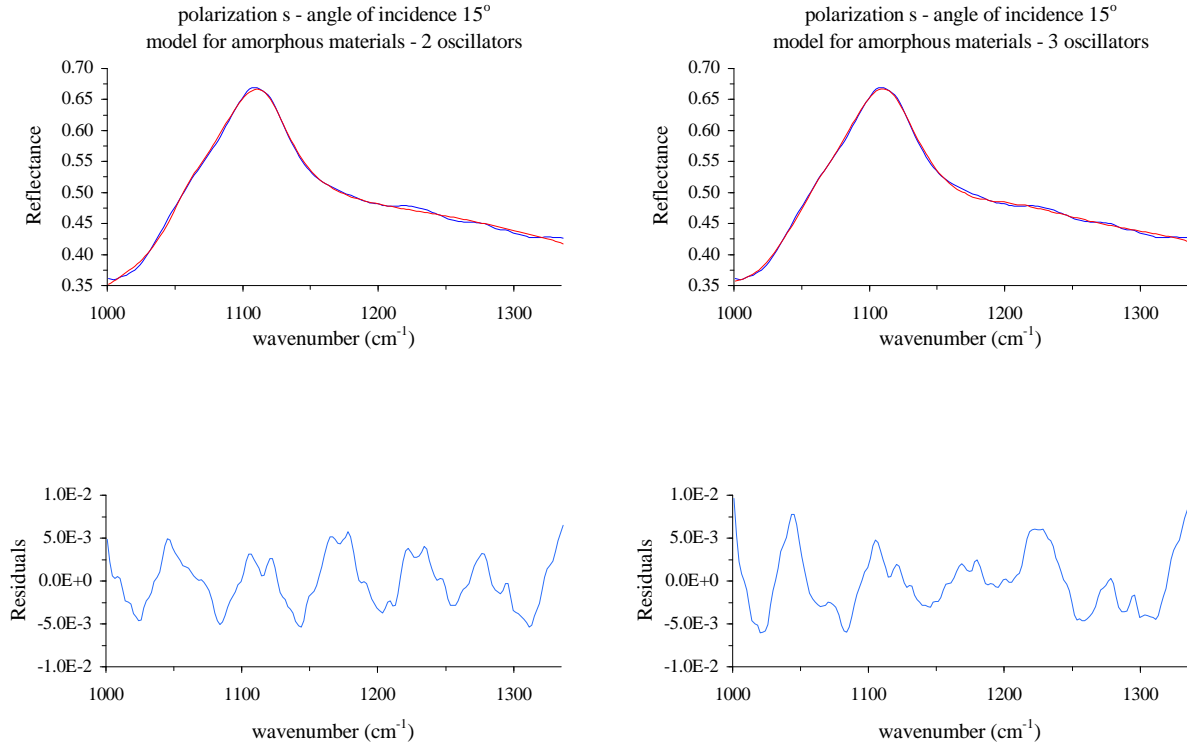 polarization s - angle of incidence 15°
model for amorphous materials - 2 oscillators
0.70
0.65
0.60
0.55
0.50
0.45
0.40
0.35
Reflectance
1000 1100 1200 1300
wavenumber (cm-1)
polarization s - angle of incidence 15°
model for amorphous materials - 3 oscillators
0.70
0.65
0.60
0.55
0.50
0.45
0.40
0.35
Reflectance
1000 1100 1200 1300
wavenumber (cm-1)
1.0E-2
5.0E-3
0.0E+0
-5.0E-3
-1.0E-2
Residuals
1000 1100 1200 1300
wavenumber (cm-1)
1.0E-2
5.0E-3
0.0E+0
-5.0E-3
-1.0E-2
Residuals
1000 1100 1200 1300
wavenumber (cm-1)